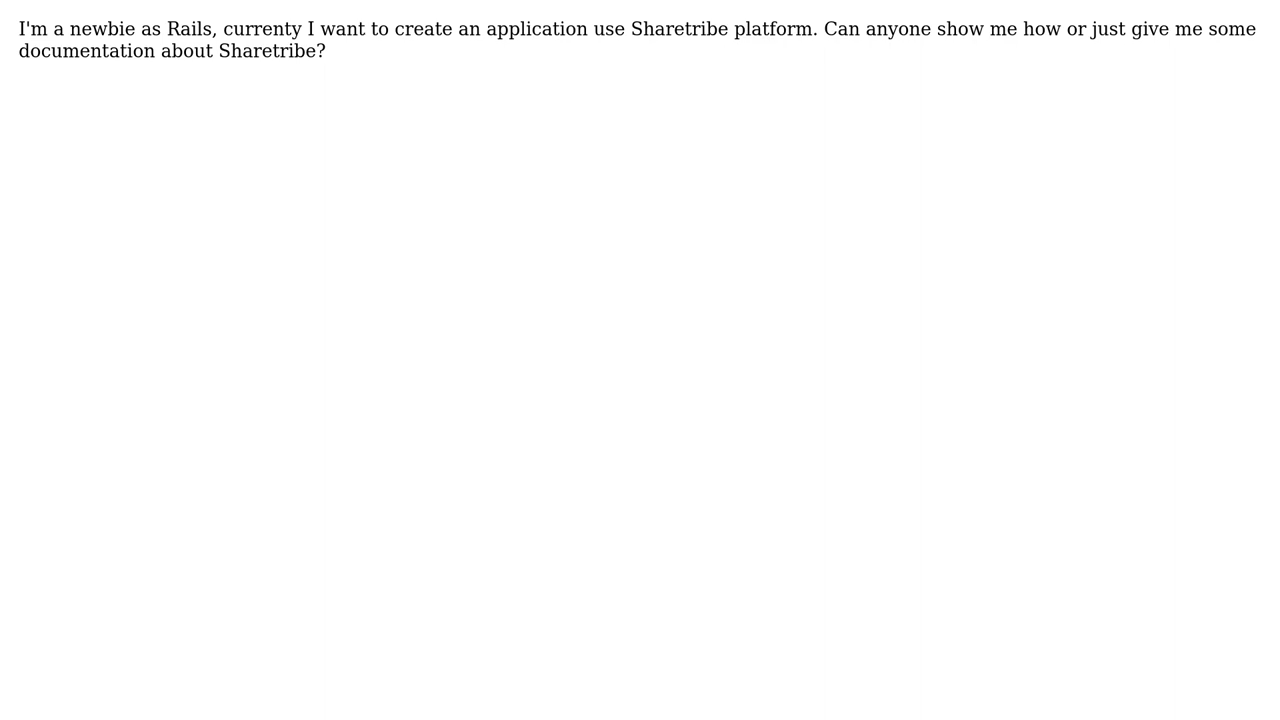 I'm a newbie as Rails, currenty I want to create an application use Sharetribe platform. Can anyone show me how or just give me some
documentation about Sharetribe?